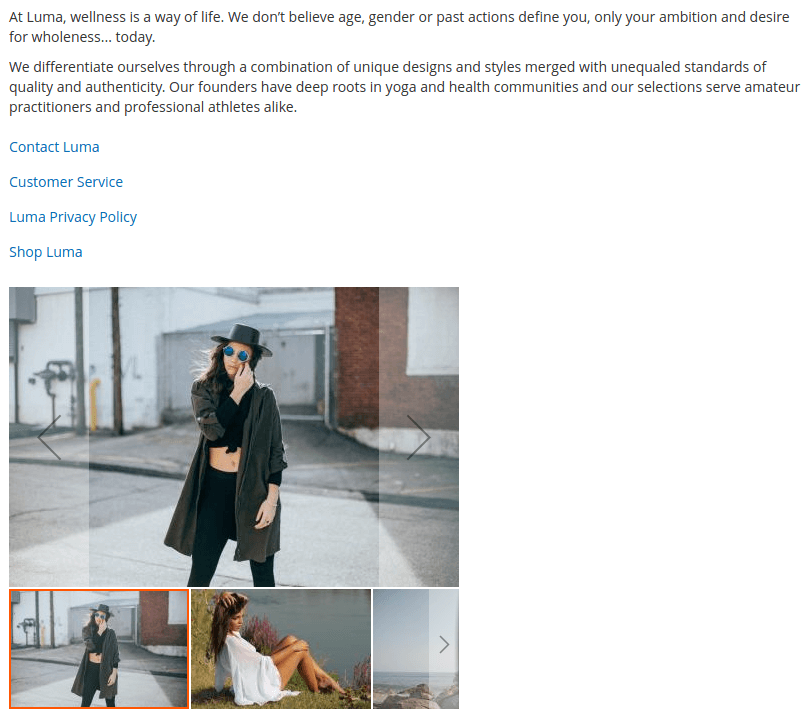 At Luma, wellness is a way of life. We don’t believe age, gender or past actions define you, only your ambition and desire
for wholeness... today.
We differentiate ourselves through a combination of unique designs and styles merged with unequaled standards of
quality and authenticity. Our founders have deep roots in yoga and health communities and our selections serve amateur
practitioners and professional athletes alike.
Contact Luma
Customer Service
Luma Privacy Policy
Shop Luma